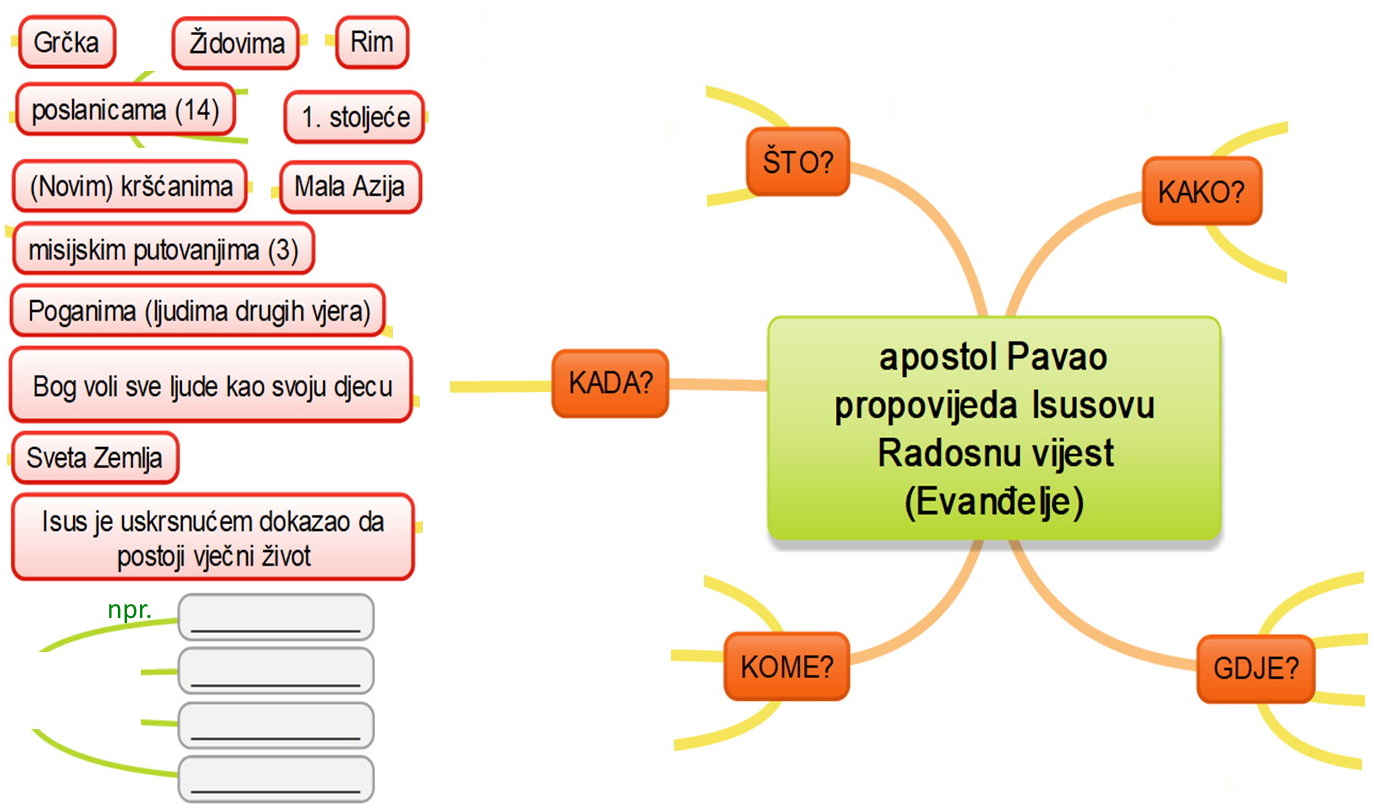 Grčka
Židovima
Rim
poslanicama (14)
1. stoljeće
(Novim) kršćanima
Mala Azija
misijskim putovanjima (3)
Poganima (ljudima drugih vjera)
Bog voli sve ljude kao svoju djecu
Sveta Zemlja
Isus je uskrsnućem dokazao da
postoji vječni život
npr.
ŠTO?
KAKO?
KADA?
apostol Pavao
propovijeda Isusovu
Radosnu vijest
(Evanđelje)
KOME?
GDJE?